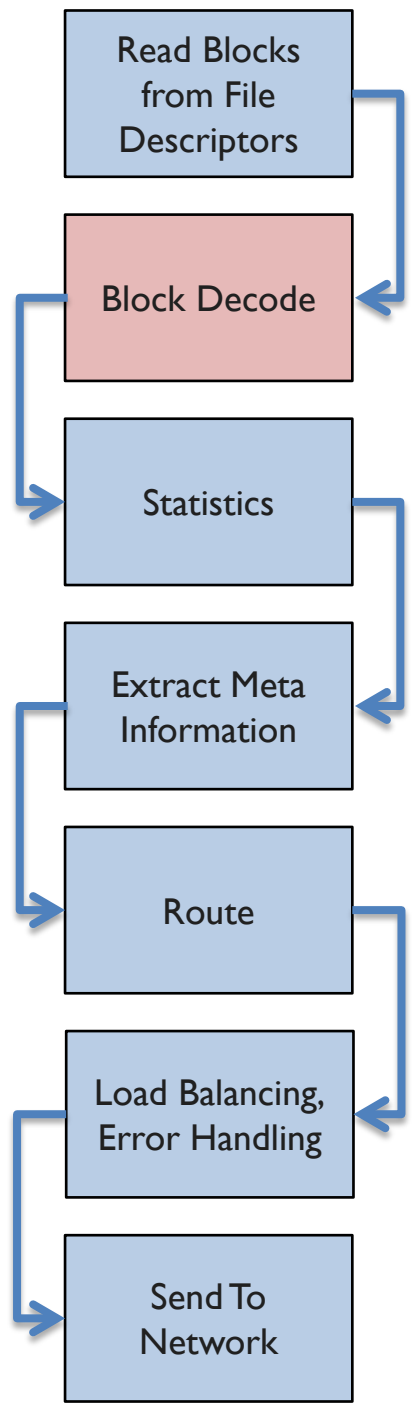 Read Blocks
from File
Descriptors
Block Decode
Statistics
Extract Meta
Information
Route
Load Balancing,
Error Handling
Send To
Network